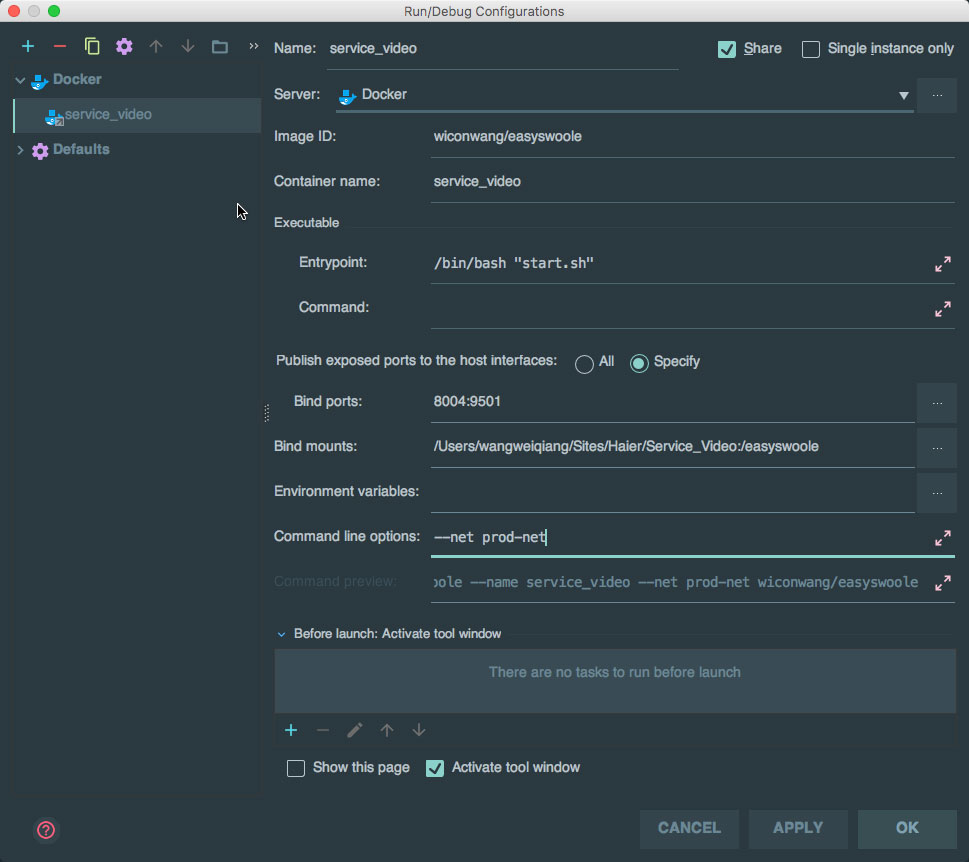 Run/Debug Configurations
Name: service_video Share Single instance only
Docker
service_video
Defaults
Server: Docker ...
Image ID: wiconwang/easyswoole
Container name: service_video
Executable
Entrypoint: /bin/bash "start.sh"
Command:
Publish exposed ports to the host interfaces: All Specify
Bind ports: 8004:9501 ...
Bind mounts: /Users/wangweiqiang/Sites/Haier/Service_Video:/easyswoole ...
Environment variables: ...
Command line options: --net prod-net
Command preview: oole --name service_video --net prod-net wiconwang/easyswoole
Before launch: Activate tool window
There are no tasks to run before launch
Show this page Activate tool window
? CANCEL APPLY OK